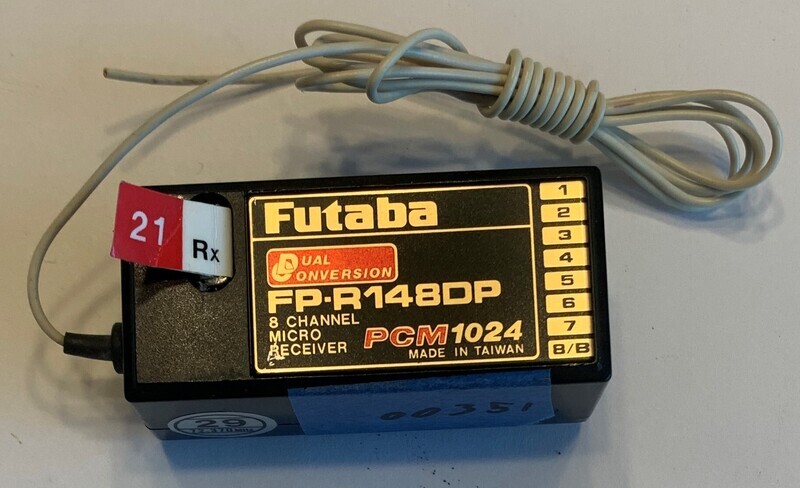 21
Rx
Futaba
DUAL
CONVERSION
FP-R148DP
8 CHANNEL
MICRO
RECEIVER
PCM1024
MADE IN TAIWAN
1
2
3
4
5
6
7
8/B
29
00351